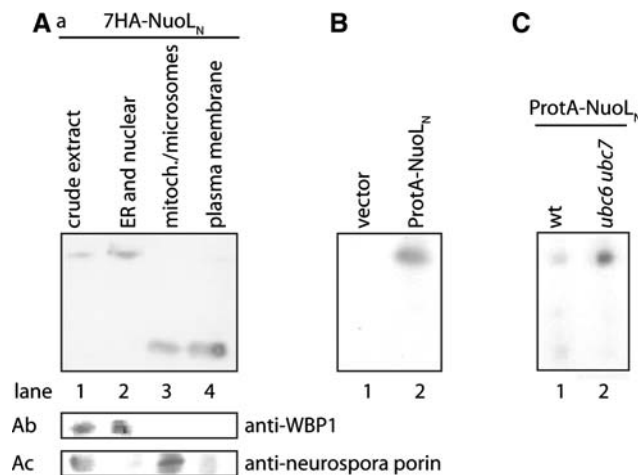 A a 7HA-NuoL_N
crude extract
ER and nuclear
mitoch./microsomes
plasma membrane
lane 1 2 3 4
Ab anti-WBP1
Ac anti-neurospora porin
B
vector
ProtA-NuoL_N
1 2
C
ProtA-NuoL_N
wt
ubc6 ubc7
1 2